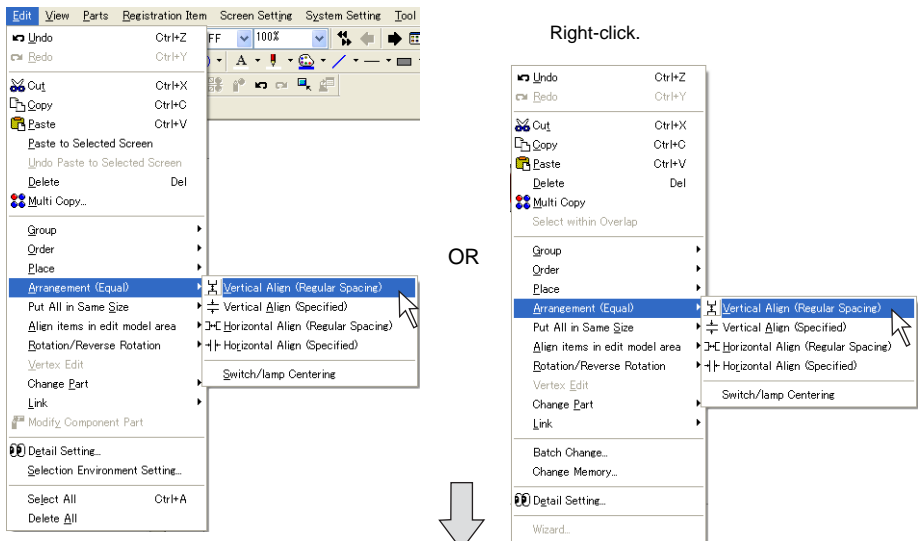 Edit View Parts Registration Item Screen Setting System Setting Tool
FF 100%
Undo Ctrl+Z
Redo Ctrl+Y
Cut Ctrl+X
Copy Ctrl+C
Paste Ctrl+V
Paste to Selected Screen
Undo Paste to Selected Screen
Delete Del
Multi Copy...
Group
Order
Place
Arrangement (Equal)
Put All in Same Size
Align items in edit model area
Rotation/Reverse Rotation
Vertex Edit
Change Part
Link
Modify Component Part
Detail Setting...
Selection Environment Setting...
Select All Ctrl+A
Delete All
Vertical Align (Regular Spacing)
Vertical Align (Specified)
Horizontal Align (Regular Spacing)
Horizontal Align (Specified)
Switch/lamp Centering
OR
Right-click.
Undo Ctrl+Z
Redo Ctrl+Y
Cut Ctrl+X
Copy Ctrl+C
Paste Ctrl+V
Delete Del
Multi Copy
Select within Overlap
Group
Order
Place
Arrangement (Equal)
Put All in Same Size
Align items in edit model area
Rotation/Reverse Rotation
Vertex Edit
Change Part
Link
Batch Change...
Change Memory...
Detail Setting...
Wizard...
Vertical Align (Regular Spacing)
Vertical Align (Specified)
Horizontal Align (Regular Spacing)
Horizontal Align (Specified)
Switch/lamp Centering